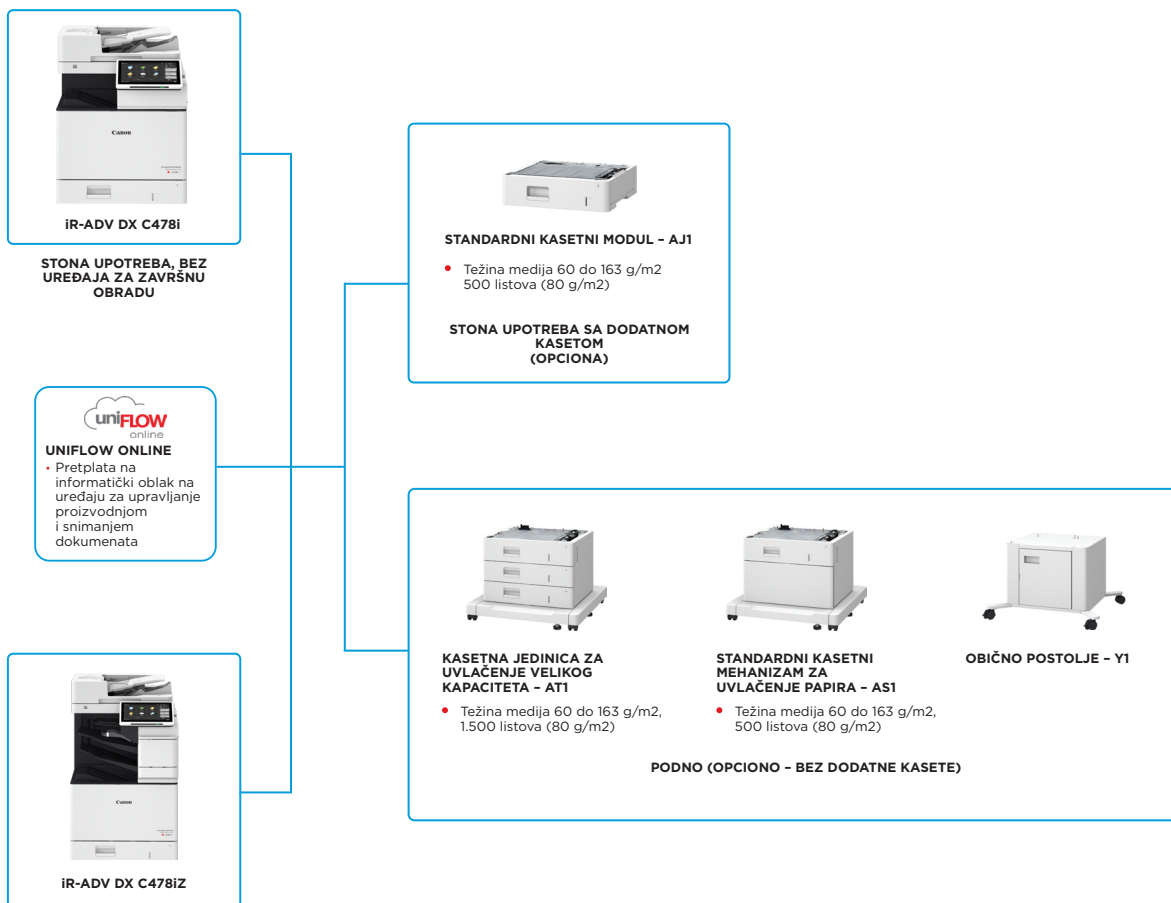 Canon
iR-ADV DX C478i
STONA UPOTREBA, BEZ
UREĐAJA ZA ZAVRŠNU
OBRADU
STANDARDNI KASETNI MODUL – AJ1
• Težina medija 60 do 163 g/m2
500 listova (80 g/m2)
STONA UPOTREBA SA DODATNOM
KASETOM
(OPCIONA)
uniFLOW
online
UNIFLOW ONLINE
• Pretplata na
informatički oblak na
uređaju za upravljanje
proizvodnjom
i snimanjem
dokumenata
KASETNA JEDINICA ZA
UVLAČENJE VELIKOG
KAPACITETA – AT1
• Težina medija 60 do 163 g/m2,
1.500 listova (80 g/m2)
STANDARDNI KASETNI
MEHANIZAM ZA
UVLAČENJE PAPIRA – AS1
• Težina medija 60 do 163 g/m2,
500 listova (80 g/m2)
OBIČNO POSTOLJE – Y1
PODNO (OPCIONO – BEZ DODATNE KASETE)
Canon
iR-ADV DX C478iZ